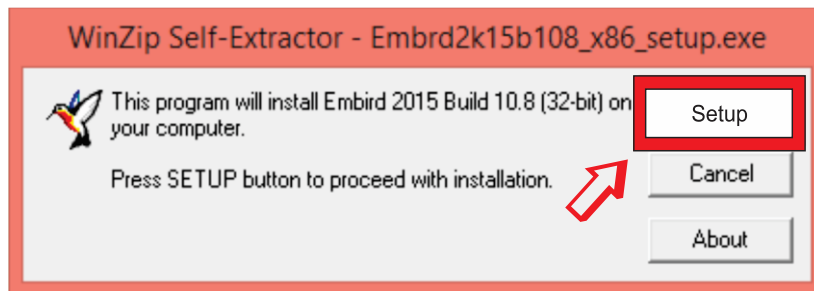 WinZip Self-Extractor - Embrd2k15b108_x86_setup.exe
This program will install Embird 2015 Build 10.8 (32-bit) on
your computer.
Press SETUP button to proceed with installation.
Setup
Cancel
About